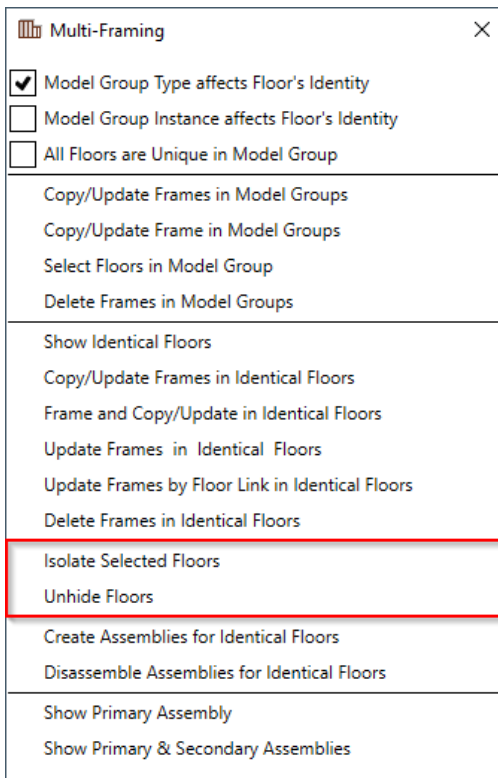 Multi-Framing
Model Group Type affects Floor's Identity
Model Group Instance affects Floor's Identity
All Floors are Unique in Model Group
Copy/Update Frames in Model Groups
Copy/Update Frame in Model Groups
Select Floors in Model Group
Delete Frames in Model Groups
Show Identical Floors
Copy/Update Frames in Identical Floors
Frame and Copy/Update in Identical Floors
Update Frames in Identical Floors
Update Frames by Floor Link in Identical Floors
Delete Frames in Identical Floors
Isolate Selected Floors
Unhide Floors
Create Assemblies for Identical Floors
Disassemble Assemblies for Identical Floors
Show Primary Assembly
Show Primary & Secondary Assemblies